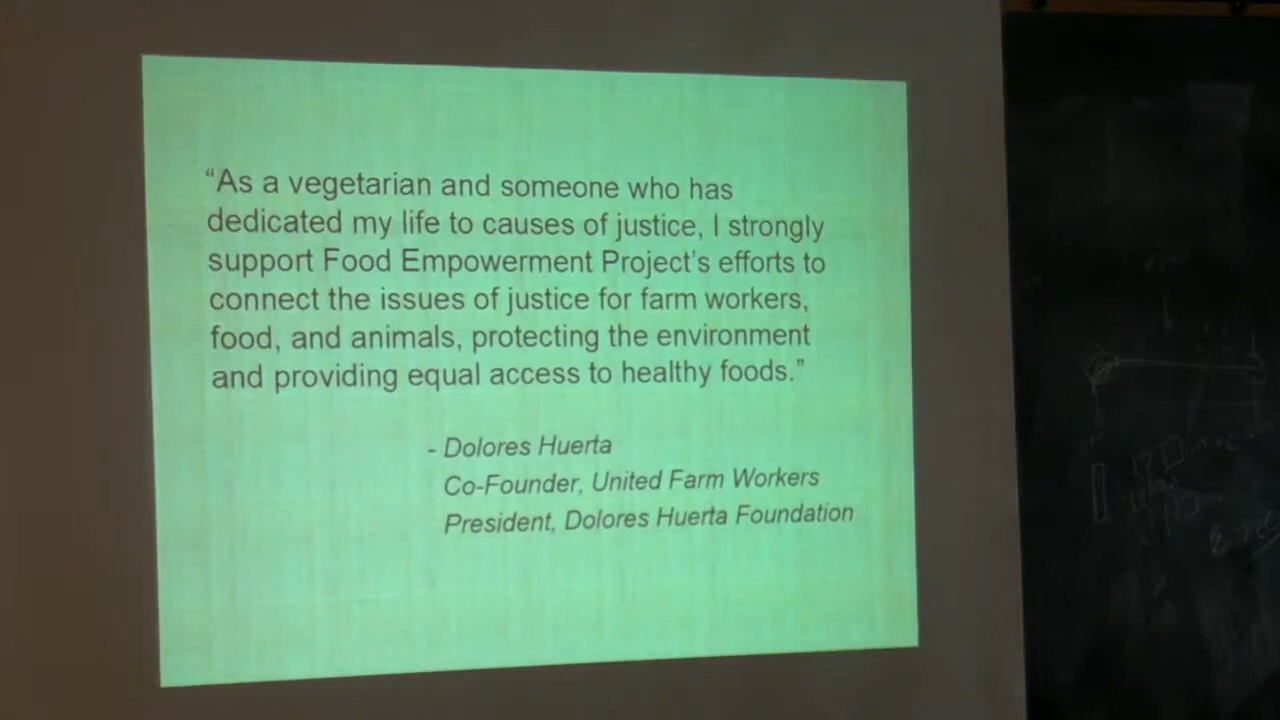 “As a vegetarian and someone who has
dedicated my life to causes of justice, I strongly
support Food Empowerment Project’s efforts to
connect the issues of justice for farm workers,
food, and animals, protecting the environment
and providing equal access to healthy foods.”
- Dolores Huerta
Co-Founder, United Farm Workers
President, Dolores Huerta Foundation